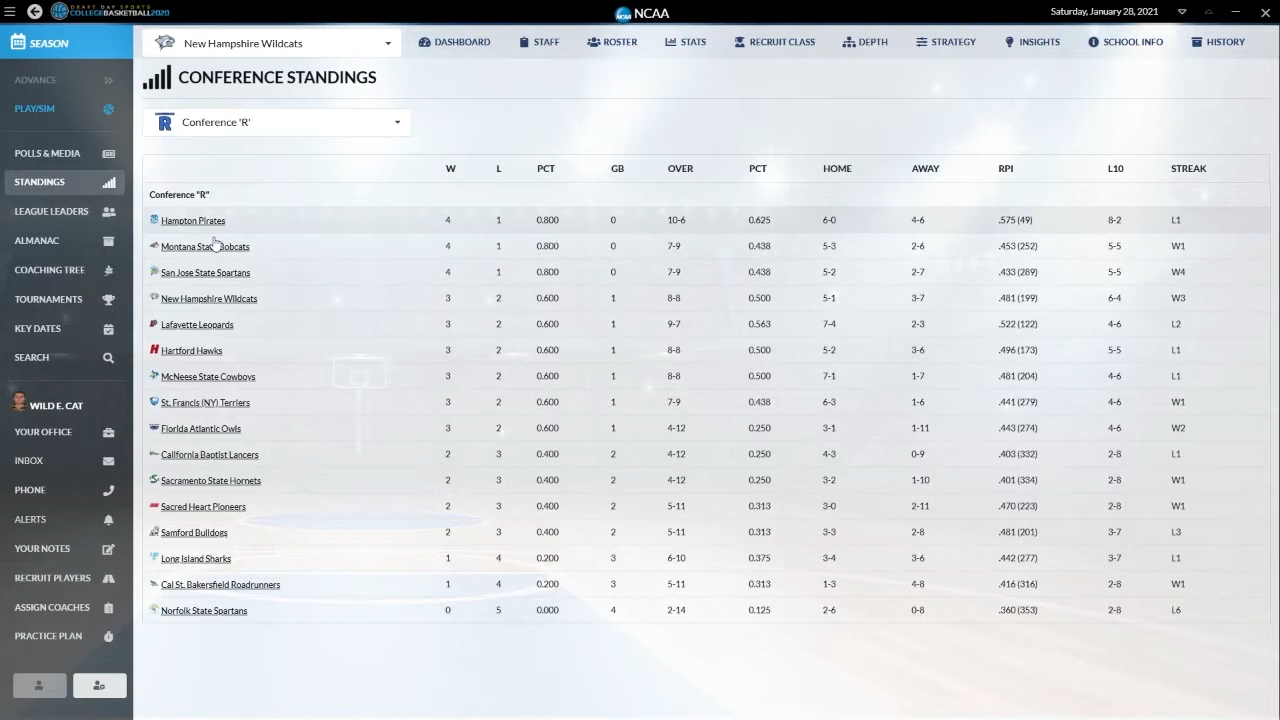 DRAFT DAY SPORTS
COLLEGEBASKETBALL2020
NCAA
Saturday, January 28, 2021
SEASON
New Hampshire Wildcats
DASHBOARD STAFF ROSTER STATS RECRUIT CLASS DEPTH STRATEGY INSIGHTS SCHOOL INFO HISTORY
ADVANCE
PLAY/SIM
POLLS & MEDIA
STANDINGS
LEAGUE LEADERS
ALMANAC
COACHING TREE
TOURNAMENTS
KEY DATES
SEARCH
WILD E. CAT
YOUR OFFICE
INBOX
PHONE
ALERTS
YOUR NOTES
RECRUIT PLAYERS
ASSIGN COACHES
PRACTICE PLAN
CONFERENCE STANDINGS
R Conference 'R'
W L PCT GB OVER PCT HOME AWAY RPI L10 STREAK
Conference "R"
Hampton Pirates 4 1 0.800 0 10-6 0.625 6-0 4-6 .575 (49) 8-2 L1
Montana State Bobcats 4 1 0.800 0 7-9 0.438 5-3 2-6 .453 (252) 5-5 W1
San Jose State Spartans 4 1 0.800 0 7-9 0.438 5-2 2-7 .433 (289) 5-5 W4
New Hampshire Wildcats 3 2 0.600 1 8-8 0.500 5-1 3-7 .481 (199) 6-4 W3
Lafayette Leopards 3 2 0.600 1 9-7 0.563 7-4 2-3 .522 (122) 4-6 L2
Hartford Hawks 3 2 0.600 1 8-8 0.500 5-2 3-6 .496 (173) 5-5 L1
McNeese State Cowboys 3 2 0.600 1 8-8 0.500 7-1 1-7 .481 (204) 4-6 L1
St. Francis (NY) Terriers 3 2 0.600 1 7-9 0.438 6-3 1-6 .441 (279) 4-6 W1
Florida Atlantic Owls 3 2 0.600 1 4-12 0.250 3-1 1-11 .443 (274) 4-6 W2
California Baptist Lancers 2 3 0.400 2 4-12 0.250 4-3 0-9 .403 (332) 2-8 L1
Sacramento State Hornets 2 3 0.400 2 4-12 0.250 3-2 1-10 .401 (334) 2-8 W1
Sacred Heart Pioneers 2 3 0.400 2 5-11 0.313 3-0 2-11 .470 (223) 2-8 W1
Samford Bulldogs 2 3 0.400 2 5-11 0.313 3-3 2-8 .481 (201) 3-7 L3
Long Island Sharks 1 4 0.200 3 6-10 0.375 3-4 3-6 .442 (277) 3-7 L1
Cal St. Bakersfield Roadrunners 1 4 0.200 3 5-11 0.313 1-3 4-8 .416 (316) 2-8 W1
Norfolk State Spartans 0 5 0.000 4 2-14 0.125 2-6 0-8 .360 (353) 2-8 L6